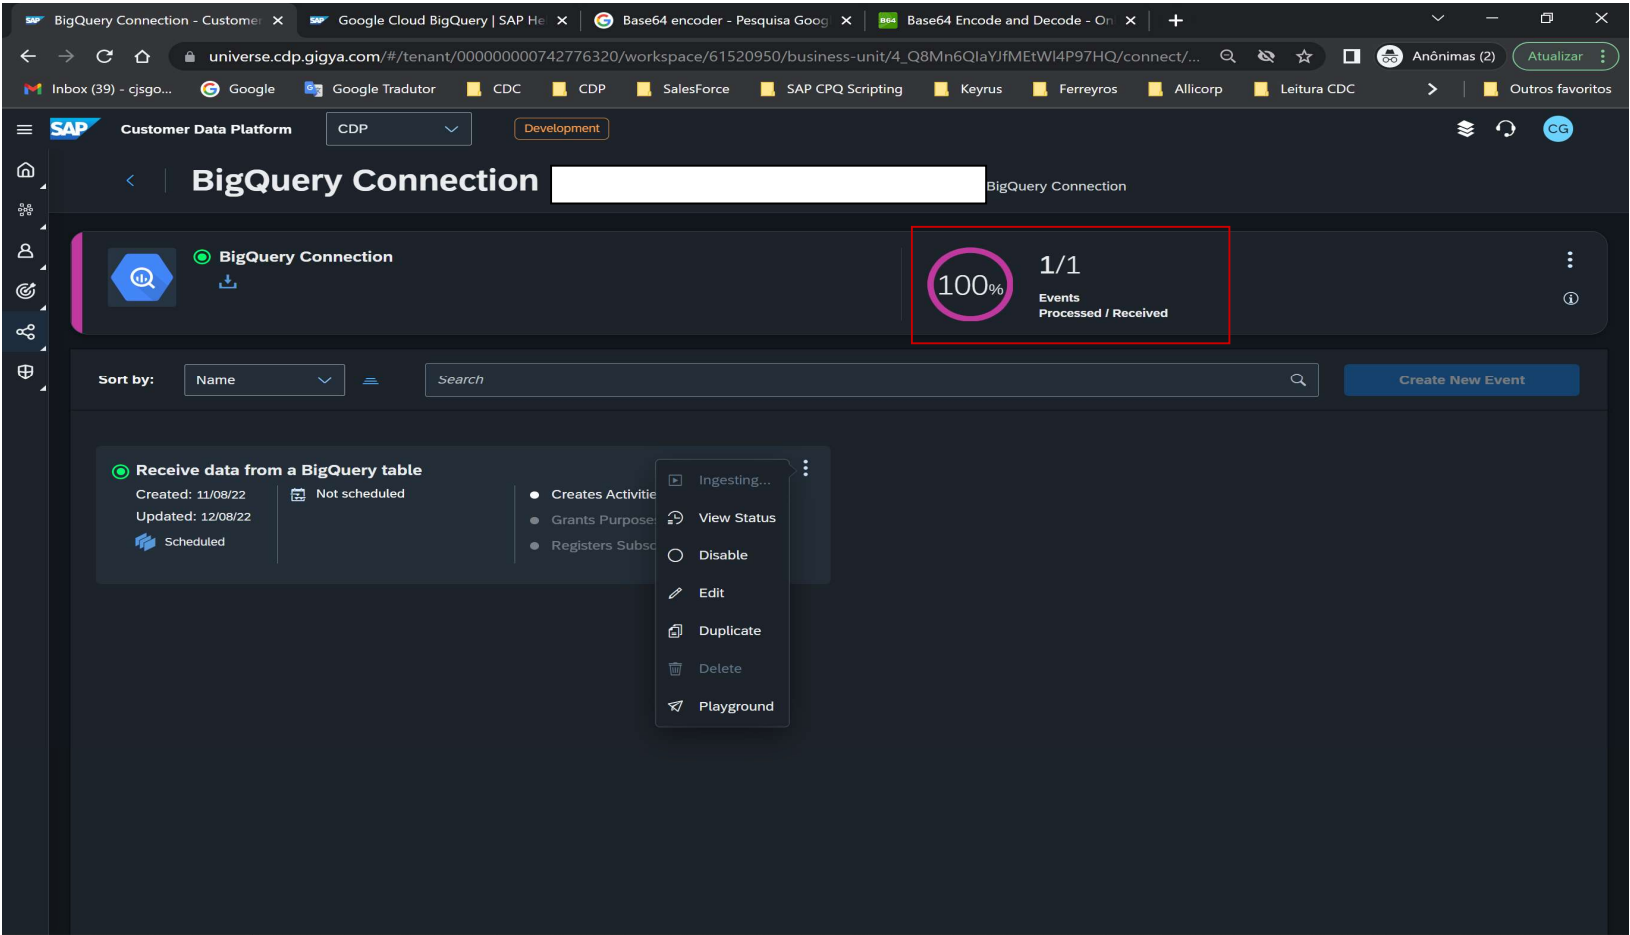 BigQuery Connection - Customer
Google Cloud BigQuery | SAP He
Base64 encoder - Pesquisa Goog
B64
Base64 Encode and Decode - On
universe.cdp.gigya.com/#/tenant/000000000742776320/workspace/61520950/business-unit/4_Q8Mn6QIaYJfMEtWl4P97HQ/connect/...
Anônimas (2)
Atualizar
Inbox (39) - cjsgo...
Google
Google Tradutor
CDC
CDP
SalesForce
SAP CPQ Scripting
Keyrus
Ferreyros
Allicorp
Leitura CDC
Outros favoritos
SAP
Customer Data Platform
CDP
Development
CG
BigQuery Connection
BigQuery Connection
BigQuery Connection
100%
1/1
Events
Processed / Received
Sort by:
Name
Search
Create New Event
Receive data from a BigQuery table
Created: 11/08/22
Updated: 12/08/22
Scheduled
Not scheduled
Creates Activitie
Grants Purpose
Registers Subsc
Ingesting...
View Status
Disable
Edit
Duplicate
Delete
Playground